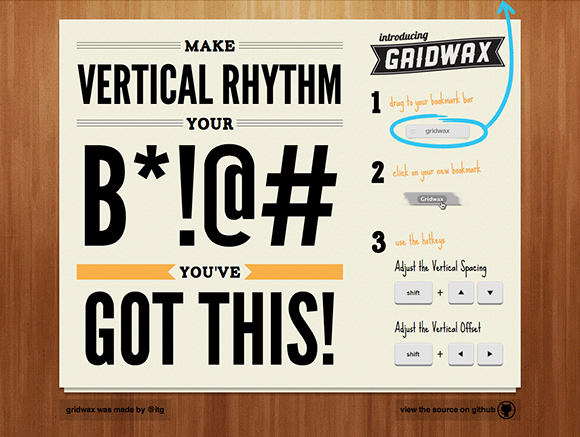 MAKE
VERTICAL RHYTHM
YOUR
B*!@#
YOU'VE
GOT THIS!
introducing
GRIDWAX
1 drag to your bookmark bar
gridwax
2 click on your new bookmark
Gridwax
3 use the hotkeys
Adjust the Vertical Spacing
shift + ▲ ▼
Adjust the Vertical Offset
shift + ◀ ▶
gridwax was made by @itg
view the source on github